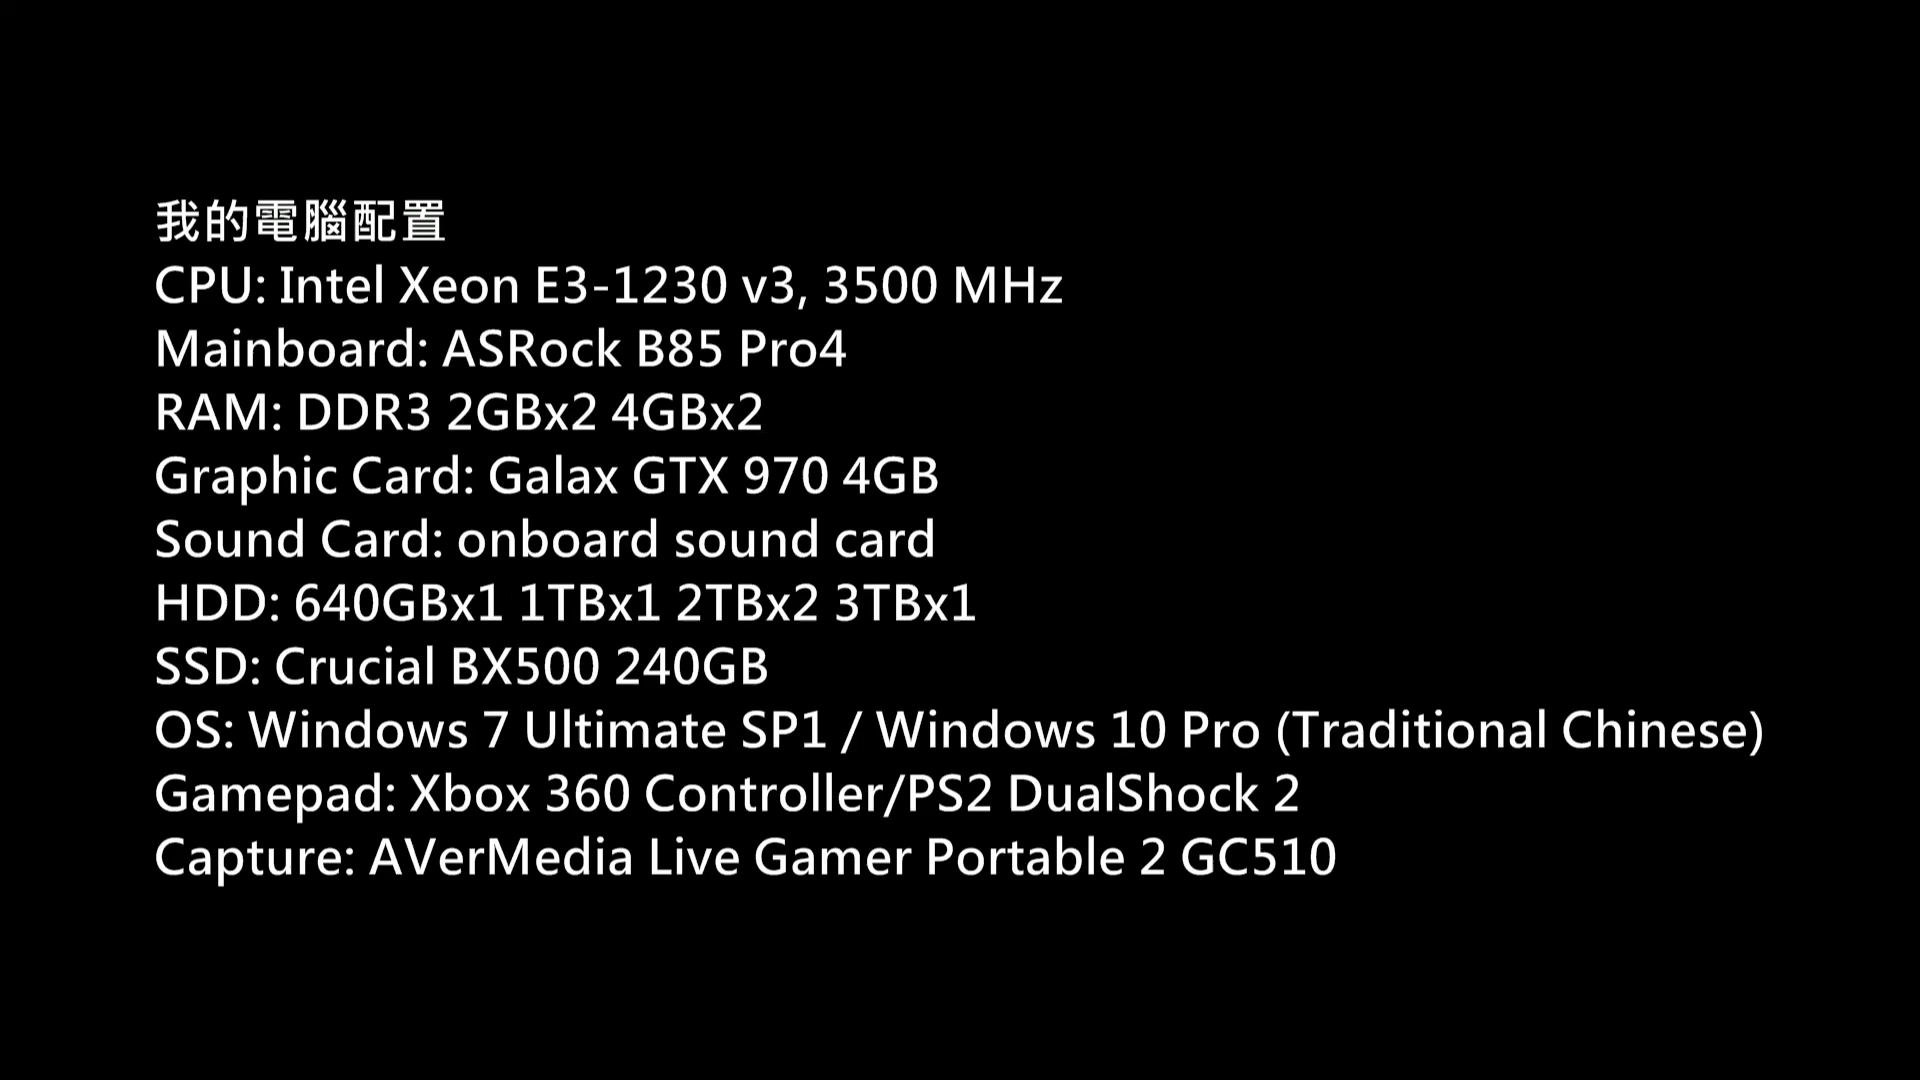 我的電腦配置
CPU: Intel Xeon E3-1230 v3, 3500 MHz
Mainboard: ASRock B85 Pro4
RAM: DDR3 2GBx2 4GBx2
Graphic Card: Galax GTX 970 4GB
Sound Card: onboard sound card
HDD: 640GBx1 1TBx1 2TBx2 3TBx1
SSD: Crucial BX500 240GB
OS: Windows 7 Ultimate SP1 / Windows 10 Pro (Traditional Chinese)
Gamepad: Xbox 360 Controller/PS2 DualShock 2
Capture: AVerMedia Live Gamer Portable 2 GC510